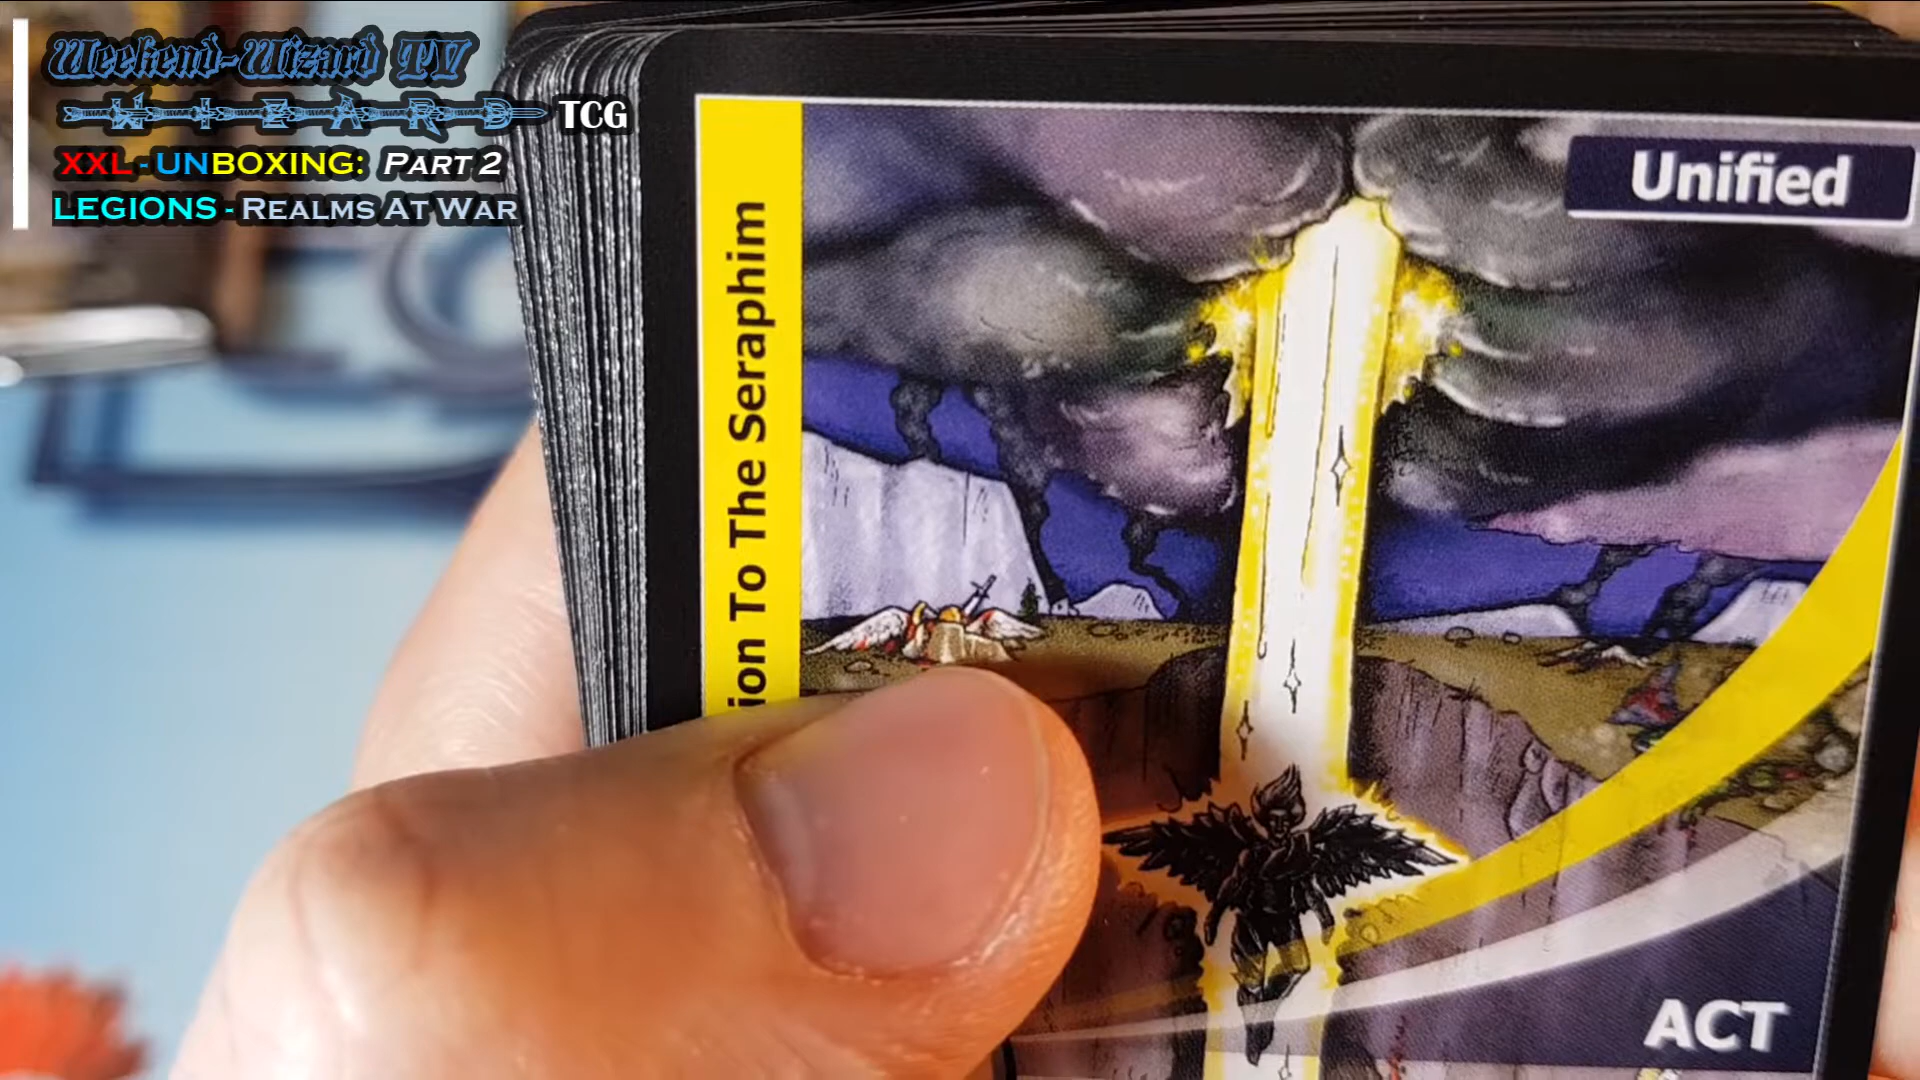 Weekend-Wizard TV
WIZARD TCG
XXL - UNBOXING: PART 2
LEGIONS - REALMS AT WAR
Unified
ion To The Seraphim
ACT